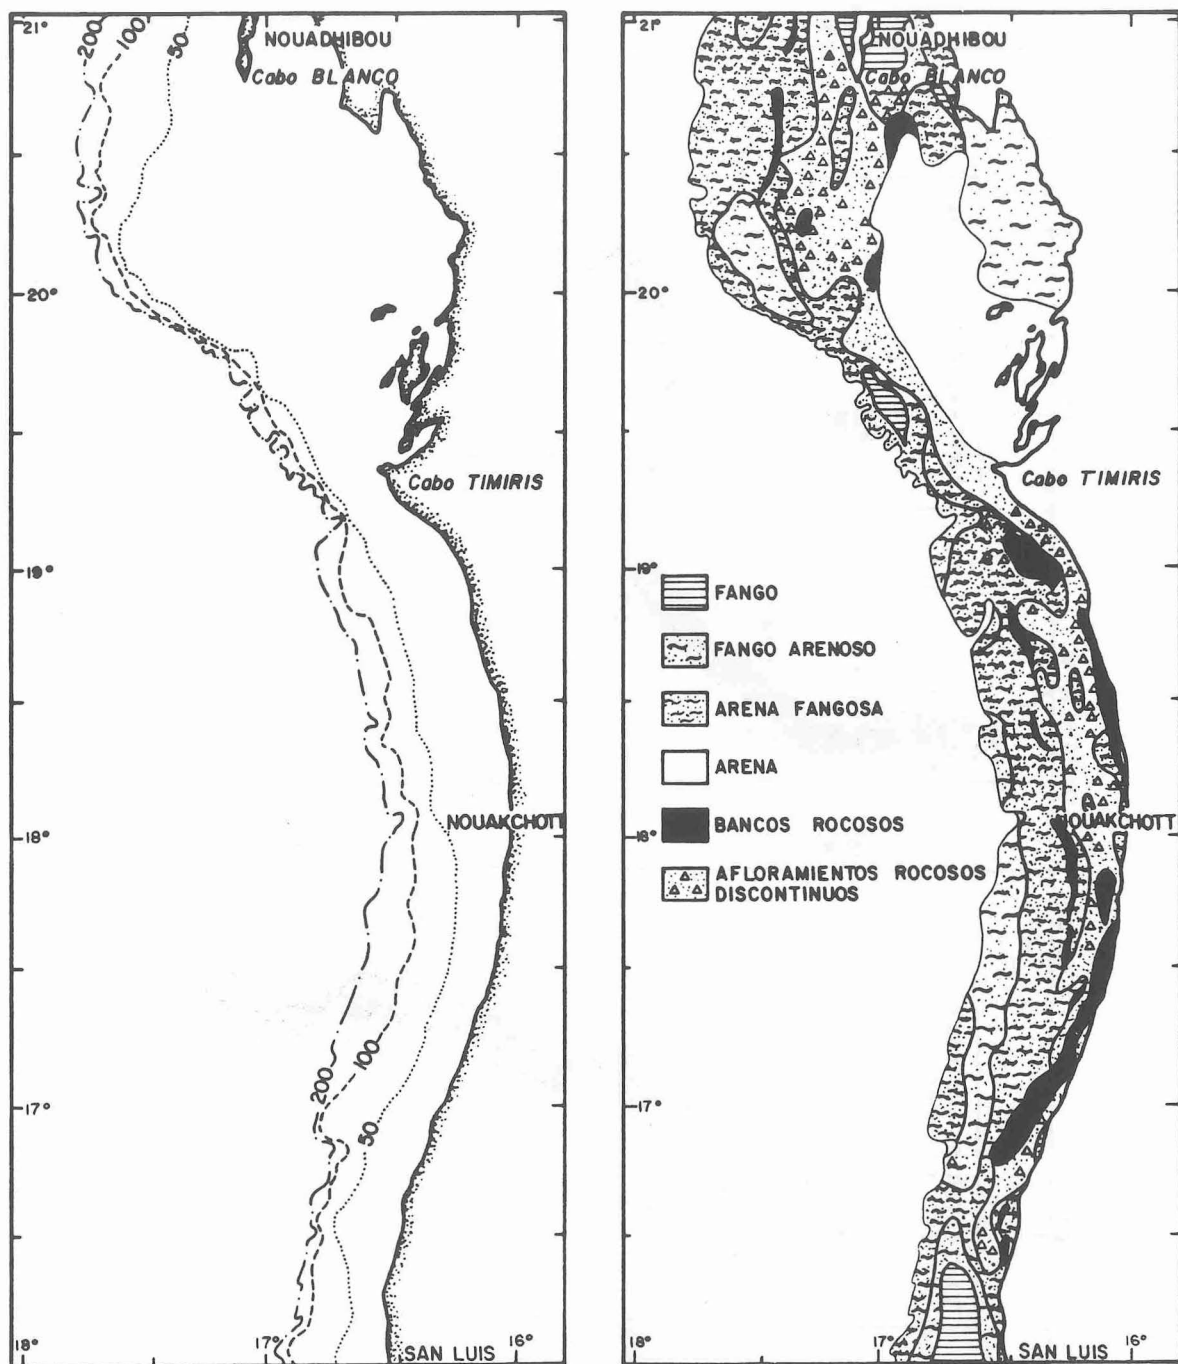 21°
200
100
50
NOUADHIBOU
Cabo BLANCO
20°
Cabo TIMIRIS
19°
18°
NOUAKCHOTT
200
100
50
17°
18°
17°
16°
SAN LUIS
21°
NOUADHIBOU
Cabo BLANCO
20°
Cabo TIMIRIS
19°
FANGO
FANGO ARENOSO
ARENA FANGOSA
ARENA
BANCOS ROCOSOS
AFLORAMIENTOS ROCOSOS
DISCONTINUOS
NOUAKCHOTT
18°
17°
18°
17°
16°
SAN LUIS